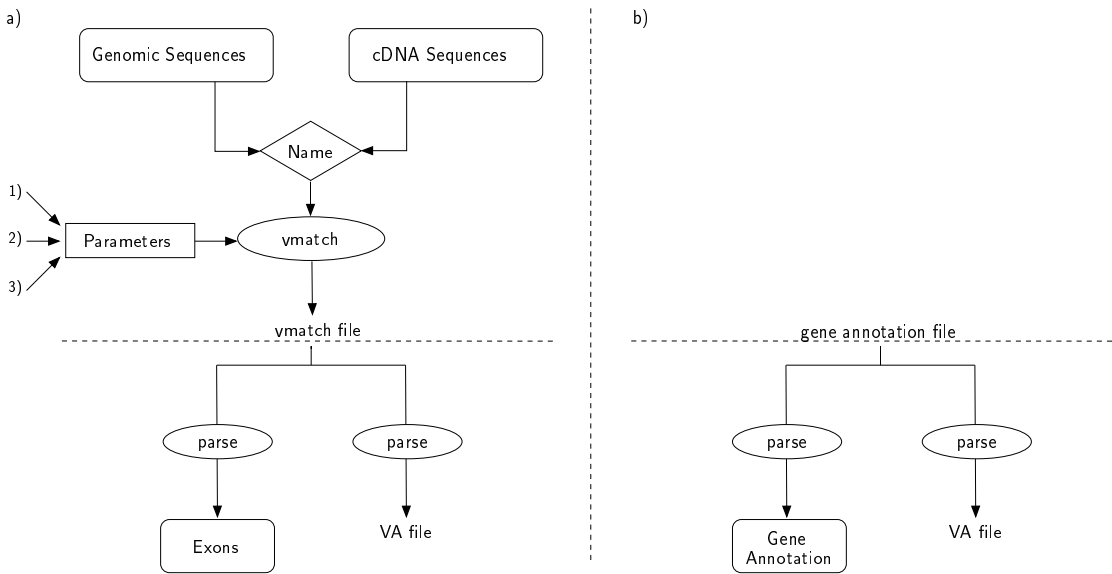 a)
Genomic Sequences
cDNA Sequences
Name
1)
2)
3)
Parameters
vmatch
vmatch file
parse
parse
Exons
VA file
b)
gene annotation file
parse
parse
Gene
Annotation
VA file